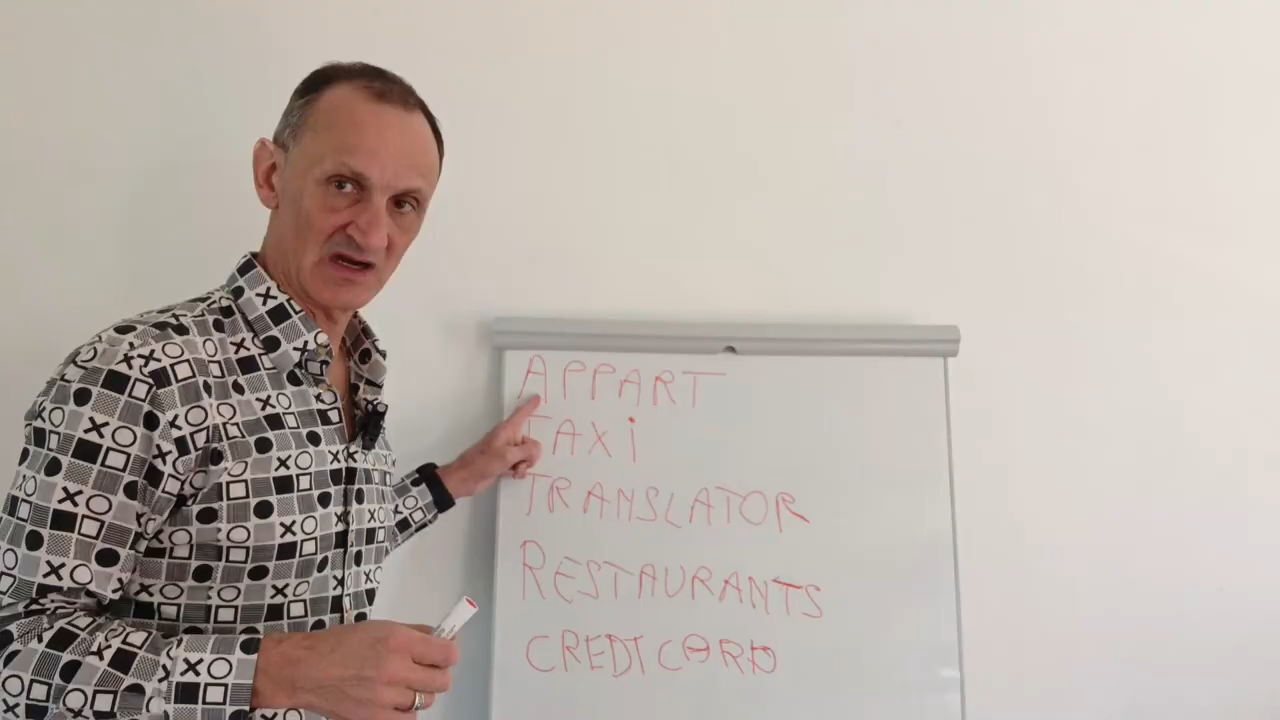 APPART
TAXI
TRANSLATOR
RESTAURANTS
CREDIT CARD